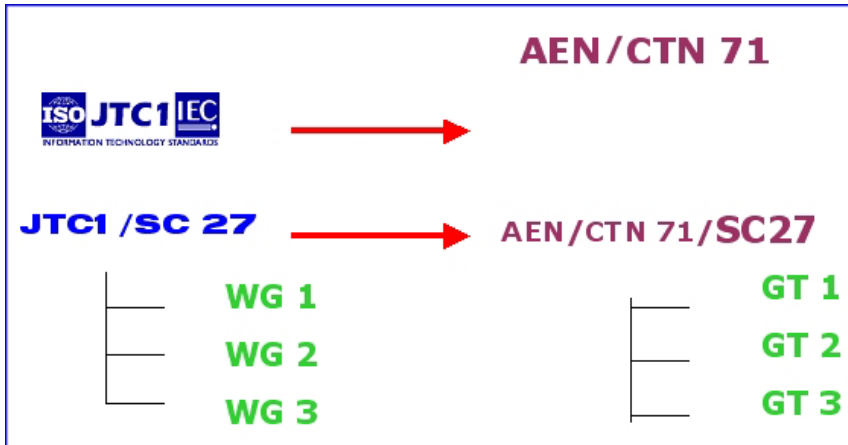 AEN/CTN 71
ISO JTC1 IEC
INFORMATION TECHNOLOGY STANDARDS
JTC1 /SC 27
AEN/CTN 71/SC27
WG 1
GT 1
WG 2
GT 2
WG 3
GT 3